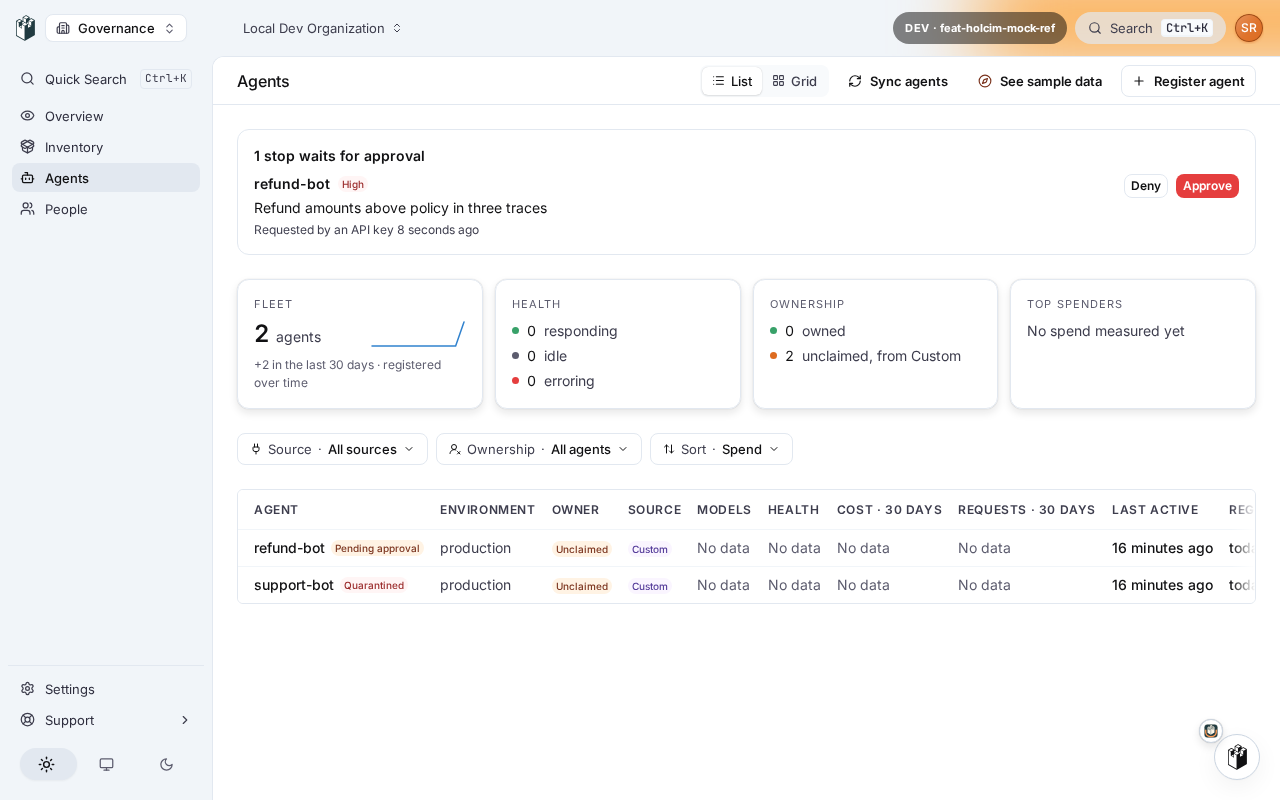 Governance
Local Dev Organization
DEV · feat-holcim-mock-ref
Search Ctrl+K
SR
Quick Search Ctrl+K
Overview
Inventory
Agents
People
Settings
Support
Agents
List
Grid
Sync agents
See sample data
Register agent
1 stop waits for approval
refund-bot High
Deny
Approve
Refund amounts above policy in three traces
Requested by an API key 8 seconds ago
FLEET
2 agents
+2 in the last 30 days · registered
over time
HEALTH
0 responding
0 idle
0 erroring
OWNERSHIP
0 owned
2 unclaimed, from Custom
TOP SPENDERS
No spend measured yet
Source · All sources
Ownership · All agents
Sort · Spend
AGENT ENVIRONMENT OWNER SOURCE MODELS HEALTH COST · 30 DAYS REQUESTS · 30 DAYS LAST ACTIVE
refund-bot Pending approval production Unclaimed Custom No data No data No data No data 16 minutes ago
support-bot Quarantined production Unclaimed Custom No data No data No data No data 16 minutes ago